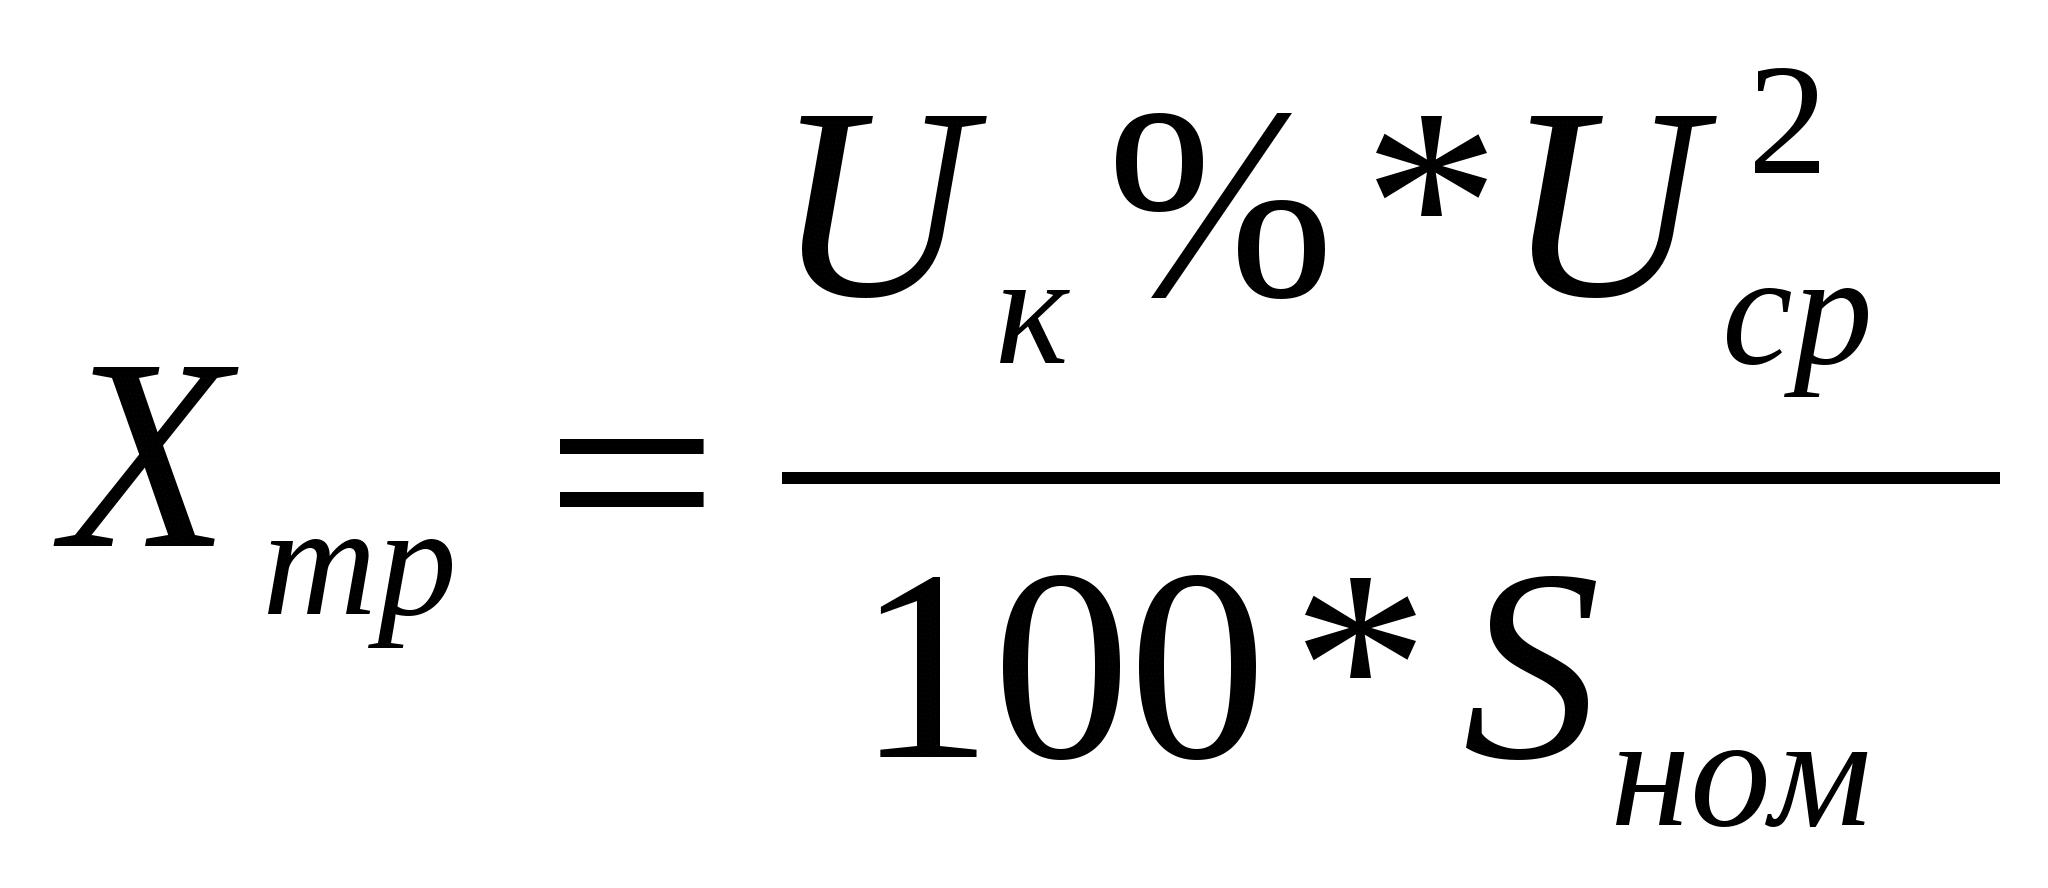 X_тр = (U_к % * U_ср^2) / (100 * S_ном)